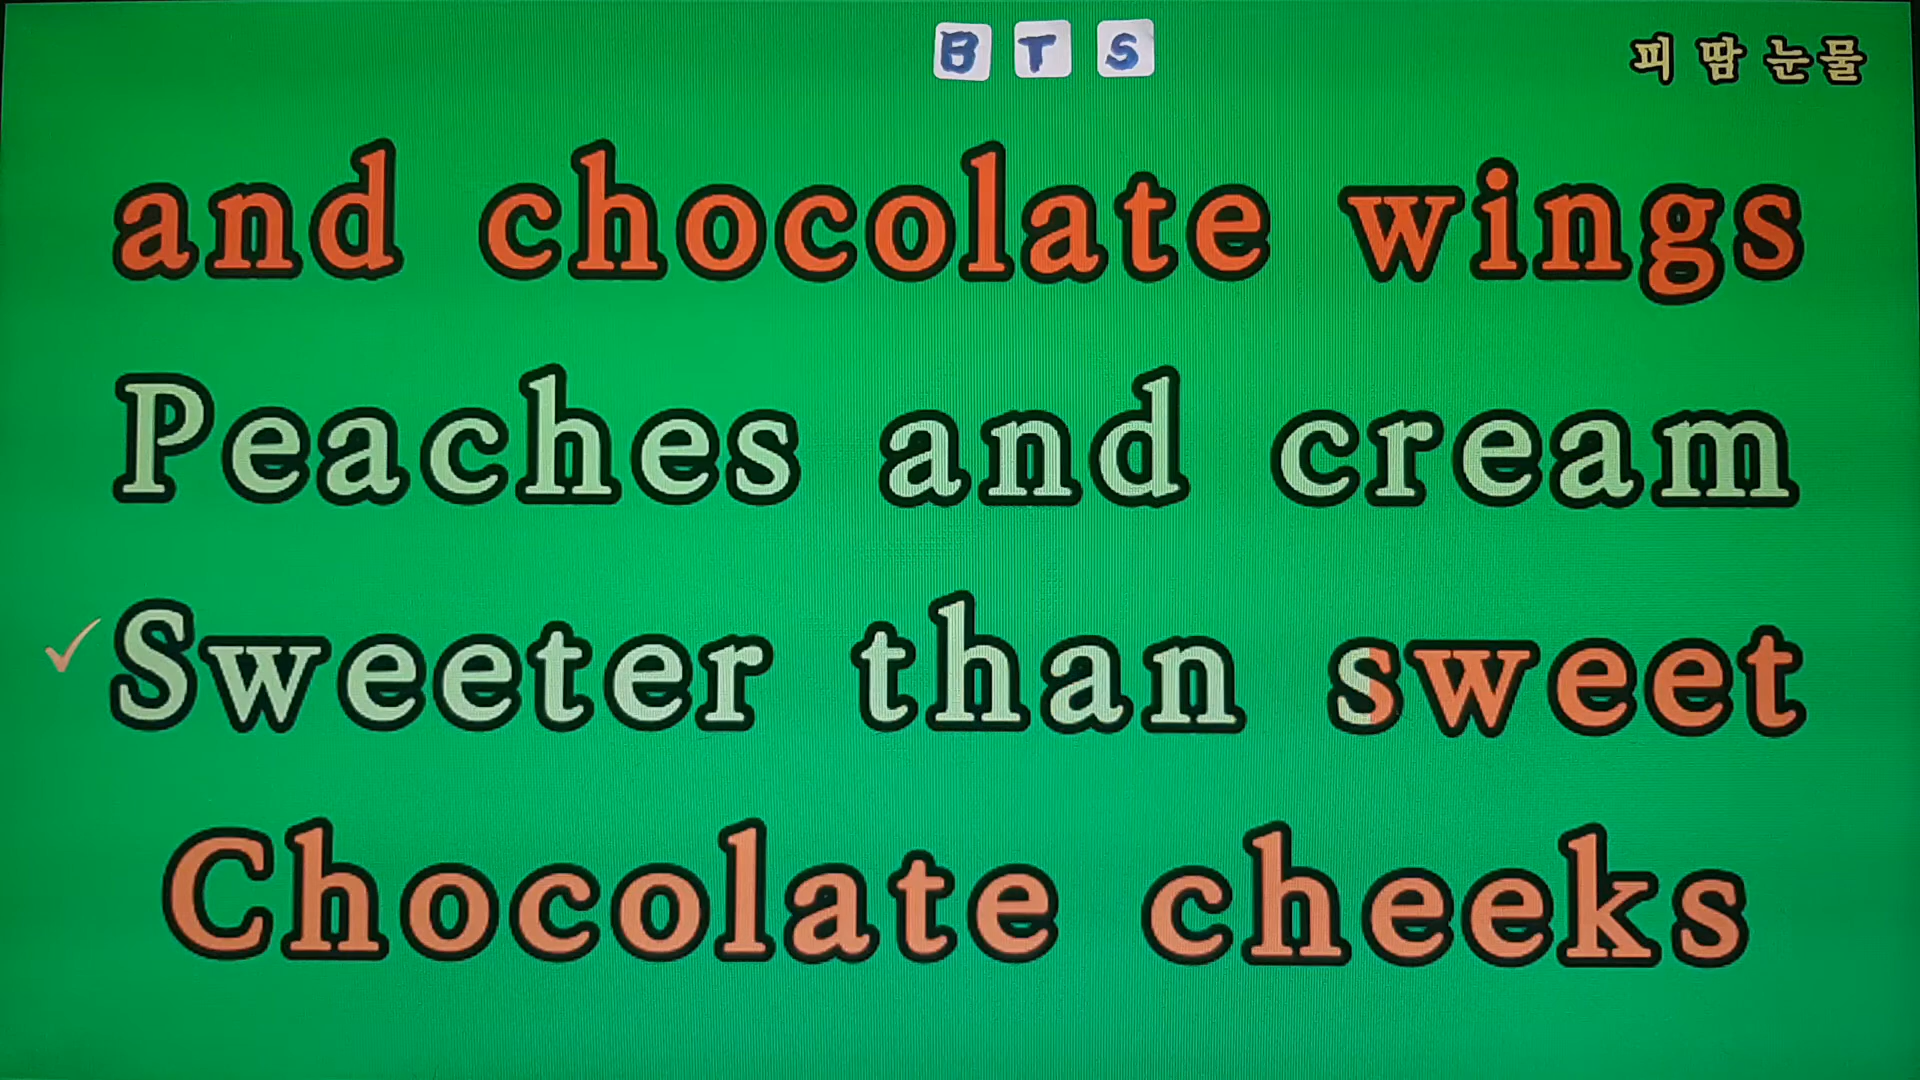 B T S
피 땀 눈물
and chocolate wings
Peaches and cream
Sweeter than sweet
Chocolate cheeks